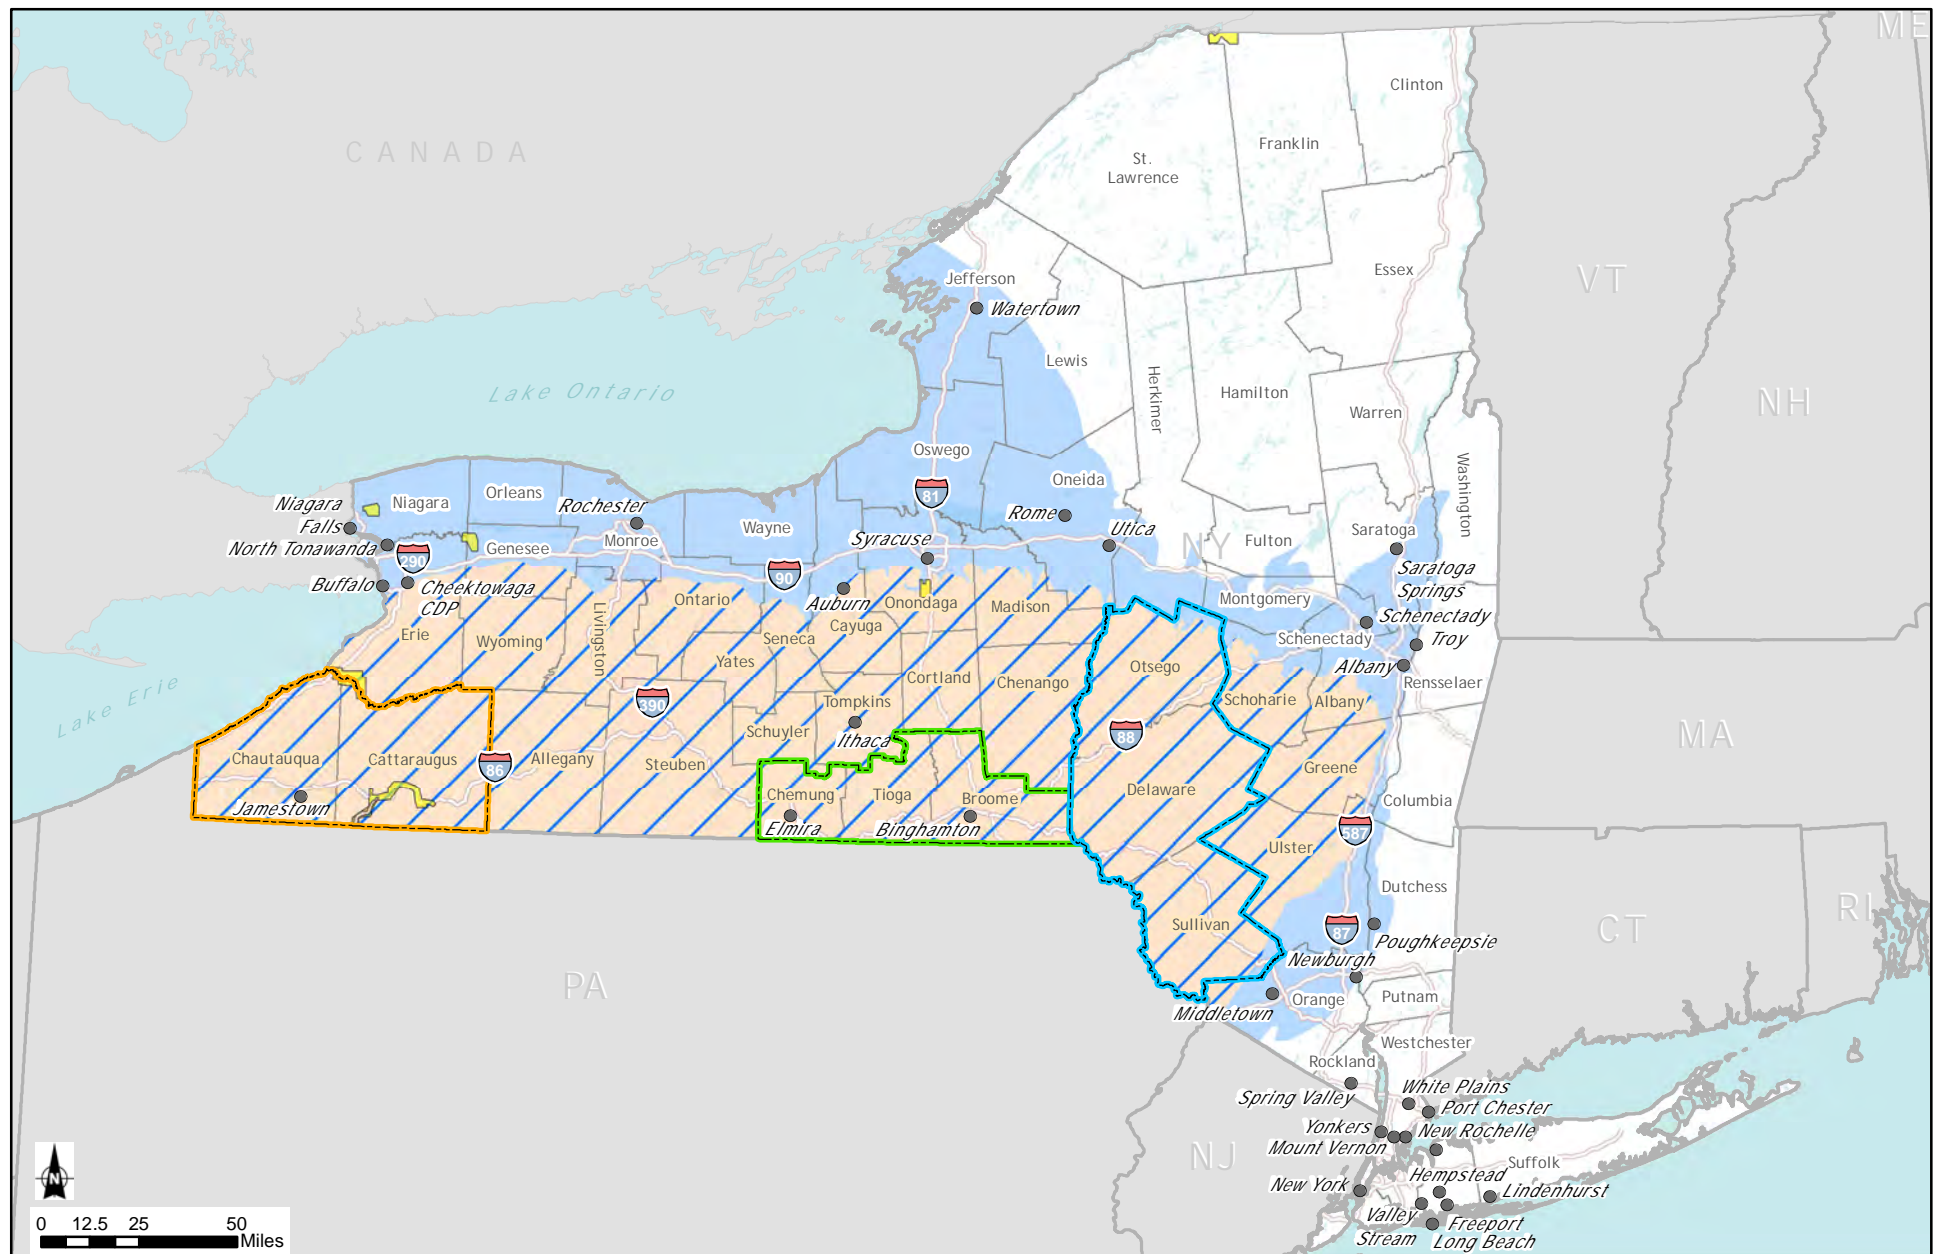 ME
CANADA
Clinton
Franklin
St.
Lawrence
Essex
VT
Jefferson
Watertown
Lewis
Herkimer
Hamilton
Warren
NH
Lake Ontario
Oswego
81
Oneida
Washington
Niagara
Falls
Niagara
Orleans
Rochester
Wayne
Monroe
Rome
Utica
Syracuse
NY
Fulton
Saratoga
Saratoga
Springs
North Tonawanda
290
Genesee
90
Buffalo
Cheektowaga
CDP
Auburn
Onondaga
Madison
Montgomery
Schenectady
Schenectady
Troy
Erie
Wyoming
Livingston
Ontario
Seneca
Cayuga
Yates
Cortland
Chenango
Otsego
Albany
Rensselaer
Lake Erie
390
Tompkins
Ithaca
Schoharie
Albany
Schuyler
88
MA
Chautauqua
Cattaraugus
86
Allegany
Steuben
Greene
Jamestown
Chemung
Tioga
Broome
Delaware
Columbia
Elmira
Binghamton
587
Ulster
Dutchess
Sullivan
87
Poughkeepsie
CT
RI
Newburgh
PA
Middletown
Orange
Putnam
Westchester
Rockland
Spring Valley
White Plains
Port Chester
Yonkers
New Rochelle
Mount Vernon
NJ
Suffolk
New York
Hempstead
Lindenhurst
Valley
Stream
Freeport
Long Beach
N
0 12.5 25 50
Miles